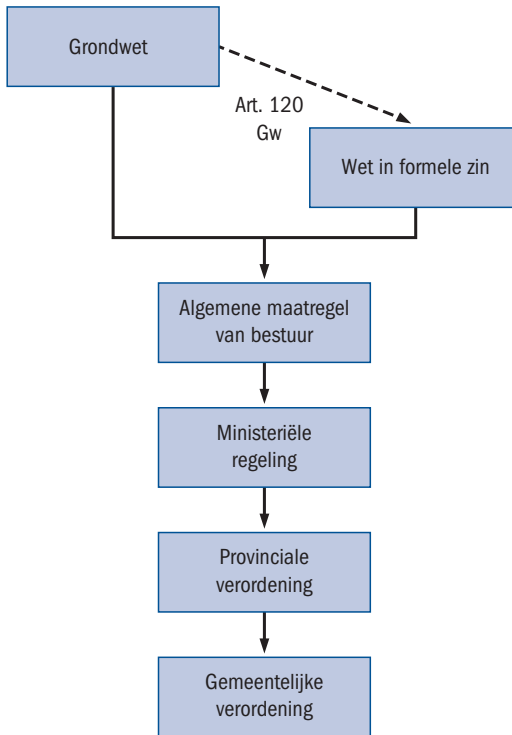 Grondwet
Art. 120
Gw
Wet in formele zin
Algemene maatregel
van bestuur
Ministeriële
regeling
Provinciale
verordening
Gemeentelijke
verordening